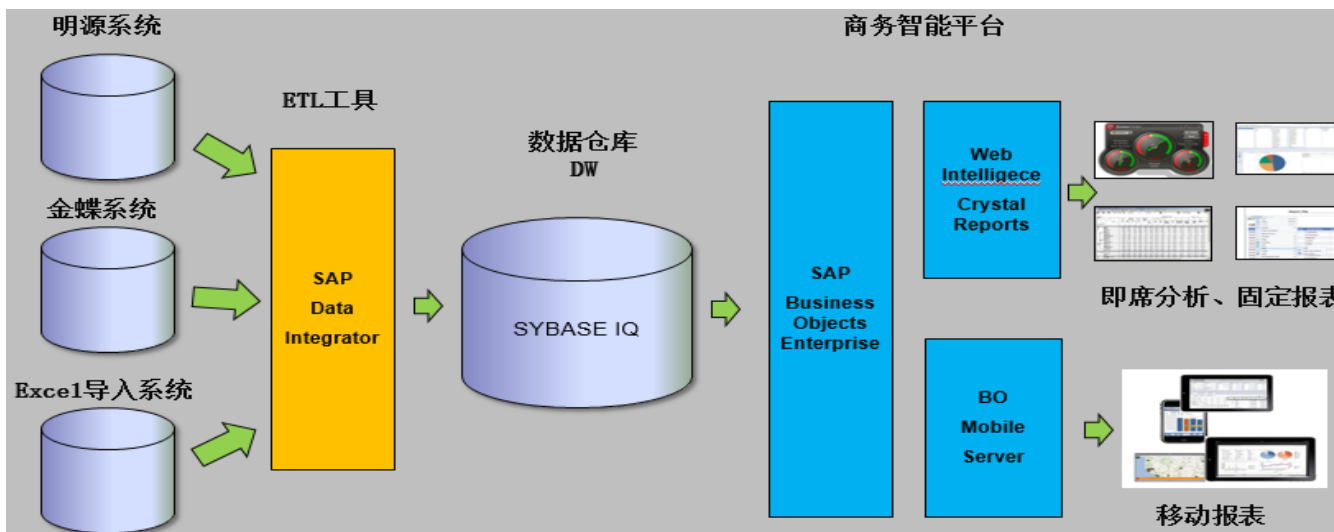 明源系统
商务智能平台
ETL工具
数据仓库
DW
金蝶系统
Excel导入系统
SAP
Data
Integrator
SYBASE IQ
SAP
Business
Objects
Enterprise
Web
Intelligece
Crystal
Reports
即席分析、固定报表
BO
Mobile
Server
移动报表